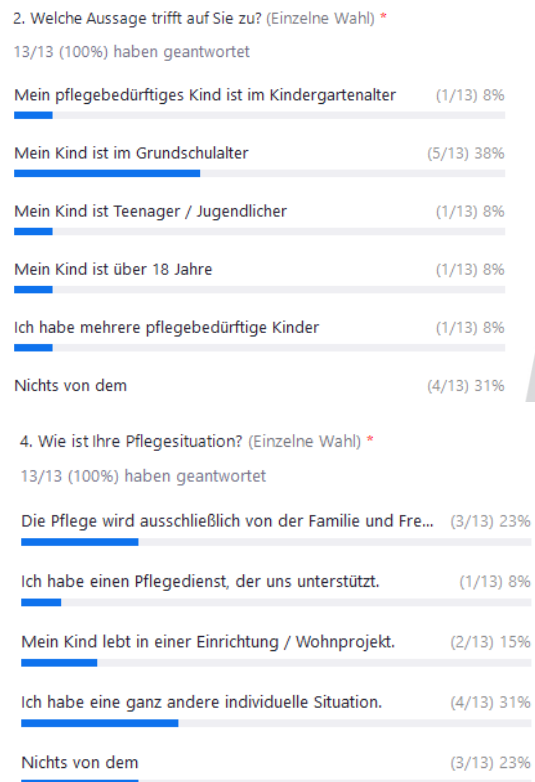 2. Welche Aussage trifft auf Sie zu? (Einzelne Wahl) *
13/13 (100%) haben geantwortet
Mein pflegebedürftiges Kind ist im Kindergartenalter (1/13) 8%
Mein Kind ist im Grundschulalter (5/13) 38%
Mein Kind ist Teenager / Jugendlicher (1/13) 8%
Mein Kind ist über 18 Jahre (1/13) 8%
Ich habe mehrere pflegebedürftige Kinder (1/13) 8%
Nichts von dem (4/13) 31%
4. Wie ist Ihre Pflegesituation? (Einzelne Wahl) *
13/13 (100%) haben geantwortet
Die Pflege wird ausschließlich von der Familie und Fre... (3/13) 23%
Ich habe einen Pflegedienst, der uns unterstützt. (1/13) 8%
Mein Kind lebt in einer Einrichtung / Wohnprojekt. (2/13) 15%
Ich habe eine ganz andere individuelle Situation. (4/13) 31%
Nichts von dem (3/13) 23%